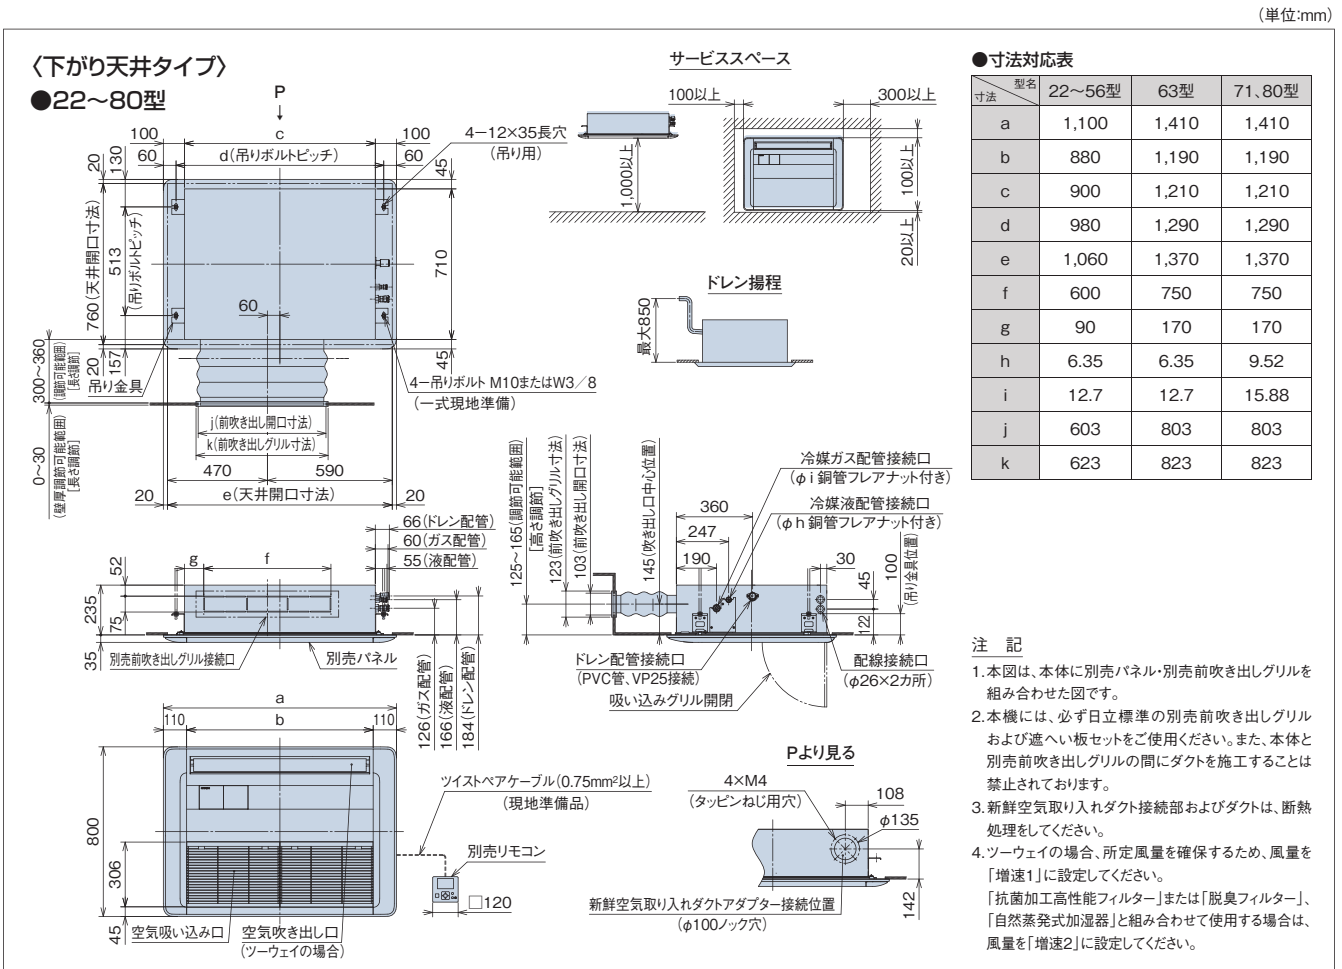 （単位:mm）
〈下がり天井タイプ〉
●22〜80型
P
100
c
100
60
d（吊りボルトピッチ）
60
4－12×35長穴
（吊り用）
20
130
45
760（天井開口寸法）
513
（吊りボルトピッチ）
710
60
20
157
45
300〜360
（調節可能範囲）
［長さ調節］
吊り金具
4－吊りボルト M10またはW3／8
（一式現地準備）
j（前吹き出し開口寸法）
k（前吹き出しグリル寸法）
0〜30
（壁厚調節可能範囲）
［長さ調節］
470
590
20
e（天井開口寸法）
20
サービススペース
100以上
300以上
1,000以上
100以上
20以上
ドレン揚程
最大850
●寸法対応表
寸法 型名 22〜56型 63型 71、80型
a 1,100 1,410 1,410
b 880 1,190 1,190
c 900 1,210 1,210
d 980 1,290 1,290
e 1,060 1,370 1,370
f 600 750 750
g 90 170 170
h 6.35 6.35 9.52
i 12.7 12.7 15.88
j 603 803 803
k 623 823 823
66（ドレン配管）
60（ガス配管）
55（液配管）
g
f
52
235
75
35
別売前吹き出しグリル接続口
別売パネル
126（ガス配管）
166（液配管）
184（ドレン配管）
125〜165（調節可能範囲）
［高さ調節］
123（前吹き出しグリル寸法）
103（前吹き出し開口寸法）
145（吹き出し口中心位置）
冷媒ガス配管接続口
（φi 銅管フレアナット付き）
冷媒液配管接続口
（φh 銅管フレアナット付き）
360
247
190
30
100
（吊り金具位置）
45
122
ドレン配管接続口
（PVC管、VP25接続）
吸い込みグリル開閉
配線接続口
（φ26×2カ所）
a
110
b
110
800
306
45
空気吸い込み口
空気吹き出し口
（ツーウェイの場合）
ツイストペアケーブル（0.75mm²以上）
（現地準備品）
別売リモコン
□120
Pより見る
4×M4
（タッピンねじ用穴）
108
φ135
142
新鮮空気取り入れダクトアダプター接続位置
（φ100ノック穴）
注 記
1.本図は、本体に別売パネル・別売前吹き出しグリルを
組み合わせた図です。
2.本機には、必ず日立標準の別売前吹き出しグリル
および遮へい板セットをご使用ください。また、本体と
別売前吹き出しグリルの間にダクトを施工することは
禁止されております。
3.新鮮空気取り入れダクト接続部およびダクトは、断熱
処理をしてください。
4.ツーウェイの場合、所定風量を確保するため、風量を
「増速1」に設定してください。
「抗菌加工高性能フィルター」または「脱臭フィルター」、
「自然蒸発式加湿器」と組み合わせて使用する場合は、
風量を「増速2」に設定してください。